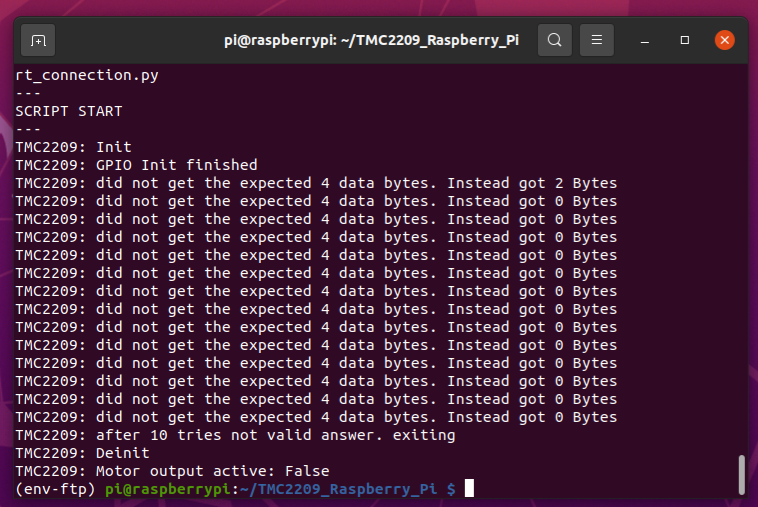 pi@raspberrypi: ~/TMC2209_Raspberry_Pi
rt_connection.py
---
SCRIPT START
---
TMC2209: Init
TMC2209: GPIO Init finished
TMC2209: did not get the expected 4 data bytes. Instead got 2 Bytes
TMC2209: did not get the expected 4 data bytes. Instead got 0 Bytes
TMC2209: did not get the expected 4 data bytes. Instead got 0 Bytes
TMC2209: did not get the expected 4 data bytes. Instead got 0 Bytes
TMC2209: did not get the expected 4 data bytes. Instead got 0 Bytes
TMC2209: did not get the expected 4 data bytes. Instead got 0 Bytes
TMC2209: did not get the expected 4 data bytes. Instead got 0 Bytes
TMC2209: did not get the expected 4 data bytes. Instead got 0 Bytes
TMC2209: did not get the expected 4 data bytes. Instead got 0 Bytes
TMC2209: did not get the expected 4 data bytes. Instead got 0 Bytes
TMC2209: did not get the expected 4 data bytes. Instead got 0 Bytes
TMC2209: did not get the expected 4 data bytes. Instead got 0 Bytes
TMC2209: did not get the expected 4 data bytes. Instead got 0 Bytes
TMC2209: did not get the expected 4 data bytes. Instead got 0 Bytes
TMC2209: after 10 tries not valid answer. exiting
TMC2209: Deinit
TMC2209: Motor output active: False
(env-ftp) pi@raspberrypi:~/TMC2209_Raspberry_Pi $